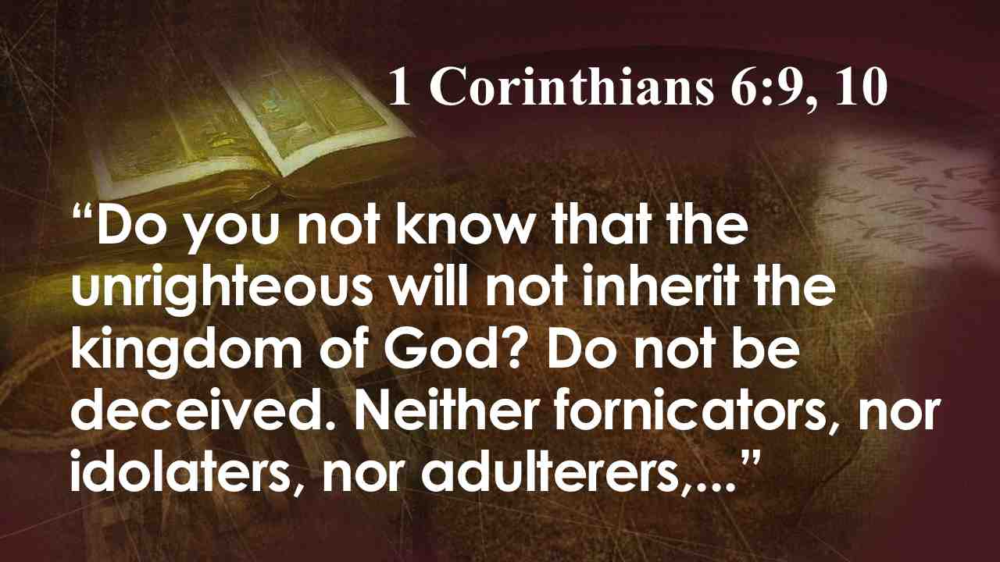 1 Corinthians 6:9, 10
“Do you not know that the
unrighteous will not inherit the
kingdom of God? Do not be
deceived. Neither fornicators, nor
idolaters, nor adulterers,...”